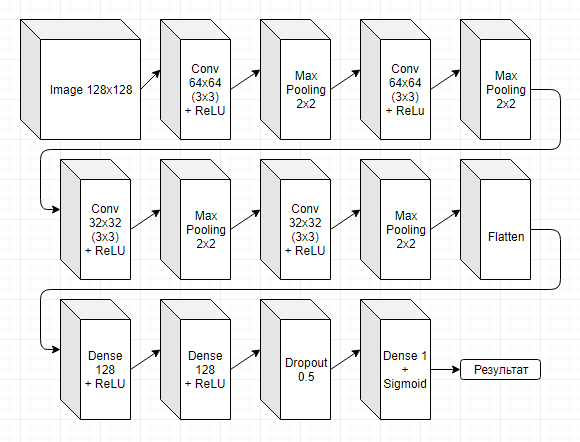 Image 128x128
Conv
64x64
(3x3)
+ ReLU
Max
Pooling
2x2
Conv
64x64
(3x3)
+ ReLu
Max
Pooling
2x2
Conv
32x32
(3x3)
+ ReLU
Max
Pooling
2x2
Conv
32x32
(3x3)
+ ReLU
Max
Pooling
2x2
Flatten
Dense
128
+ ReLU
Dense
128
+ ReLU
Dropout
0.5
Dense 1
+
Sigmoid
Результат